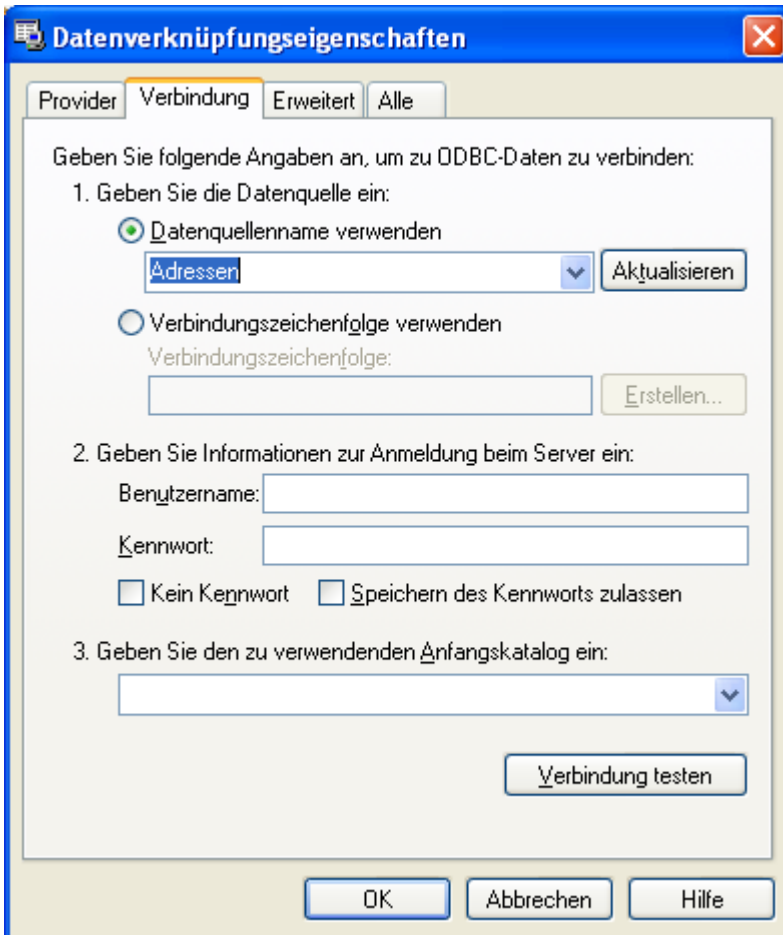 Datenverknüpfungseigenschaften
Provider Verbindung Erweitert Alle
Geben Sie folgende Angaben an, um zu ODBC-Daten zu verbinden:
1. Geben Sie die Datenquelle ein:
Datenquellenname verwenden
Adressen Aktualisieren
Verbindungszeichenfolge verwenden
Verbindungszeichenfolge:
Erstellen...
2. Geben Sie Informationen zur Anmeldung beim Server ein:
Benutzername:
Kennwort:
Kein Kennwort Speichern des Kennworts zulassen
3. Geben Sie den zu verwendenden Anfangskatalog ein:
Verbindung testen
OK Abbrechen Hilfe